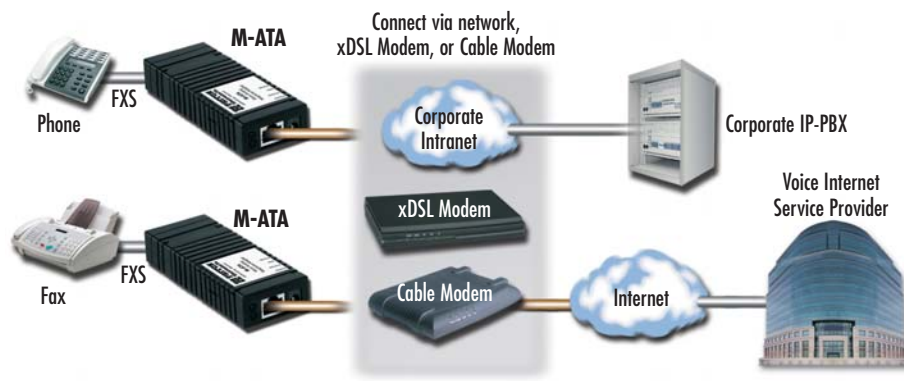 Connect via network,
xDSL Modem, or Cable Modem
M-ATA
FXS
Phone
Corporate
Intranet
Corporate IP-PBX
xDSL Modem
Voice Internet
Service Provider
M-ATA
FXS
Fax
Cable Modem
Internet